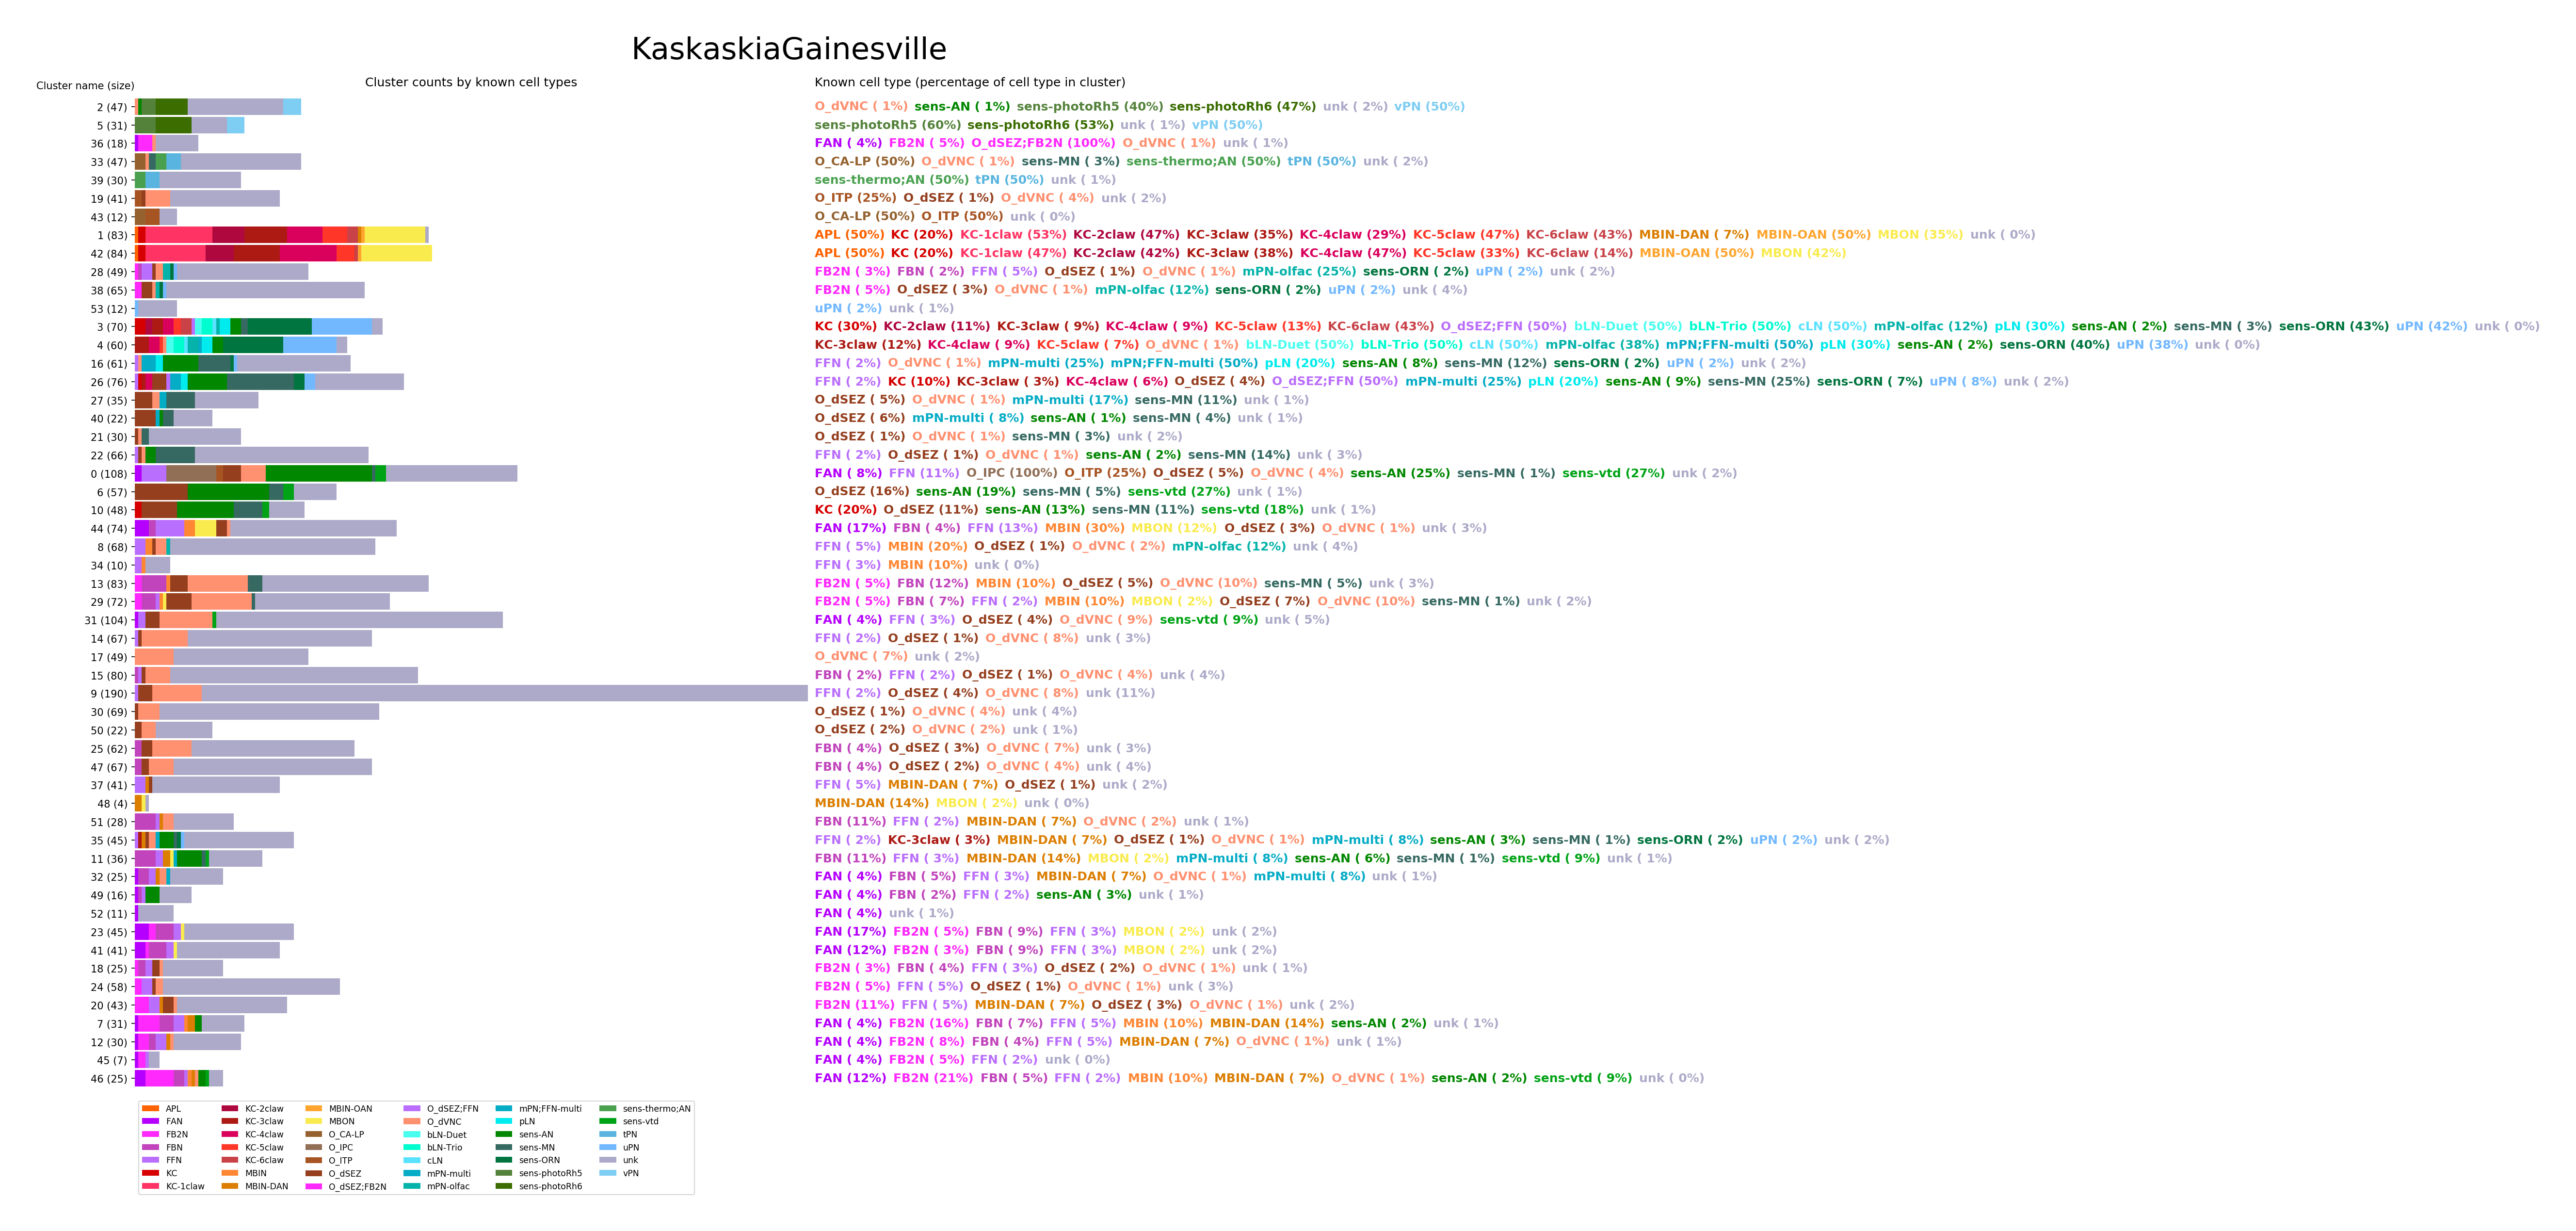 KaskaskiaGainesville
Cluster name (size) Cluster counts by known cell types Known cell type (percentage of cell type in cluster)
2 (47) O_dVNC ( 1%) sens-AN ( 1%) sens-photoRh5 (40%) sens-photoRh6 (47%) unk ( 2%) vPN (50%)
5 (31) sens-photoRh5 (60%) sens-photoRh6 (53%) unk ( 1%) vPN (50%)
36 (18) FAN ( 4%) FB2N ( 5%) O_dSEZ;FB2N (100%) O_dVNC ( 1%) unk ( 1%)
33 (47) O_CA-LP (50%) O_dVNC ( 1%) sens-MN ( 3%) sens-thermo;AN (50%) tPN (50%) unk ( 2%)
39 (30) sens-thermo;AN (50%) tPN (50%) unk ( 1%)
19 (41) O_ITP (25%) O_dSEZ ( 1%) O_dVNC ( 4%) unk ( 2%)
43 (12) O_CA-LP (50%) O_ITP (50%) unk ( 0%)
1 (83) APL (50%) KC (20%) KC-1claw (53%) KC-2claw (47%) KC-3claw (35%) KC-4claw (29%) KC-5claw (47%) KC-6claw (43%) MBIN-DAN ( 7%) MBIN-OAN (50%) MBON (35%) unk ( 0%)
42 (84) APL (50%) KC (20%) KC-1claw (47%) KC-2claw (42%) KC-3claw (38%) KC-4claw (47%) KC-5claw (33%) KC-6claw (14%) MBIN-OAN (50%) MBON (42%)
28 (49) FB2N ( 3%) FBN ( 2%) FFN ( 5%) O_dSEZ ( 1%) O_dVNC ( 1%) mPN-olfac (25%) sens-ORN ( 2%) uPN ( 2%) unk ( 2%)
38 (65) FB2N ( 5%) O_dSEZ ( 3%) O_dVNC ( 1%) mPN-olfac (12%) sens-ORN ( 2%) uPN ( 2%) unk ( 4%)
53 (12) uPN ( 2%) unk ( 1%)
3 (70) KC (30%) KC-2claw (11%) KC-3claw ( 9%) KC-4claw ( 9%) KC-5claw (13%) KC-6claw (43%) O_dSEZ;FFN (50%) bLN-Duet (50%) bLN-Trio (50%) cLN (50%) mPN-olfac (12%) pLN (30%) sens-AN ( 2%) sens-MN ( 3%) sens-ORN (43%) uPN (42%) unk ( 0%)
4 (60) KC-3claw (12%) KC-4claw ( 9%) KC-5claw ( 7%) O_dVNC ( 1%) bLN-Duet (50%) bLN-Trio (50%) cLN (50%) mPN-olfac (38%) mPN;FFN-multi (50%) pLN (30%) sens-AN ( 2%) sens-ORN (40%) uPN (38%) unk ( 0%)
16 (61) FFN ( 2%) O_dVNC ( 1%) mPN-multi (25%) mPN;FFN-multi (50%) pLN (20%) sens-AN ( 8%) sens-MN (12%) sens-ORN ( 2%) uPN ( 2%) unk ( 2%)
26 (76) FFN ( 2%) KC (10%) KC-3claw ( 3%) KC-4claw ( 6%) O_dSEZ ( 4%) O_dSEZ;FFN (50%) mPN-multi (25%) pLN (20%) sens-AN ( 9%) sens-MN (25%) sens-ORN ( 7%) uPN ( 8%) unk ( 2%)
27 (35) O_dSEZ ( 5%) O_dVNC ( 1%) mPN-multi (17%) sens-MN (11%) unk ( 1%)
40 (22) O_dSEZ ( 6%) mPN-multi ( 8%) sens-AN ( 1%) sens-MN ( 4%) unk ( 1%)
21 (30) O_dSEZ ( 1%) O_dVNC ( 1%) sens-MN ( 3%) unk ( 2%)
22 (66) FFN ( 2%) O_dSEZ ( 1%) O_dVNC ( 1%) sens-AN ( 2%) sens-MN (14%) unk ( 3%)
0 (108) FAN ( 8%) FFN (11%) O_IPC (100%) O_ITP (25%) O_dSEZ ( 5%) O_dVNC ( 4%) sens-AN (25%) sens-MN ( 1%) sens-vtd (27%) unk ( 2%)
6 (57) O_dSEZ (16%) sens-AN (19%) sens-MN ( 5%) sens-vtd (27%) unk ( 1%)
10 (48) KC (20%) O_dSEZ (11%) sens-AN (13%) sens-MN (11%) sens-vtd (18%) unk ( 1%)
44 (74) FAN (17%) FBN ( 4%) FFN (13%) MBIN (30%) MBON (12%) O_dSEZ ( 3%) O_dVNC ( 1%) unk ( 3%)
8 (68) FFN ( 5%) MBIN (20%) O_dSEZ ( 1%) O_dVNC ( 2%) mPN-olfac (12%) unk ( 4%)
34 (10) FFN ( 3%) MBIN (10%) unk ( 0%)
13 (83) FB2N ( 5%) FBN (12%) MBIN (10%) O_dSEZ ( 5%) O_dVNC (10%) sens-MN ( 5%) unk ( 3%)
29 (72) FB2N ( 5%) FBN ( 7%) FFN ( 2%) MBIN (10%) MBON ( 2%) O_dSEZ ( 7%) O_dVNC (10%) sens-MN ( 1%) unk ( 2%)
31 (104) FAN ( 4%) FFN ( 3%) O_dSEZ ( 4%) O_dVNC ( 9%) sens-vtd ( 9%) unk ( 5%)
14 (67) FFN ( 2%) O_dSEZ ( 1%) O_dVNC ( 8%) unk ( 3%)
17 (49) O_dVNC ( 7%) unk ( 2%)
15 (80) FBN ( 2%) FFN ( 2%) O_dSEZ ( 1%) O_dVNC ( 4%) unk ( 4%)
9 (190) FFN ( 2%) O_dSEZ ( 4%) O_dVNC ( 8%) unk (11%)
30 (69) O_dSEZ ( 1%) O_dVNC ( 4%) unk ( 4%)
50 (22) O_dSEZ ( 2%) O_dVNC ( 2%) unk ( 1%)
25 (62) FBN ( 4%) O_dSEZ ( 3%) O_dVNC ( 7%) unk ( 3%)
47 (67) FBN ( 4%) O_dSEZ ( 2%) O_dVNC ( 4%) unk ( 4%)
37 (41) FFN ( 5%) MBIN-DAN ( 7%) O_dSEZ ( 1%) unk ( 2%)
48 (4) MBIN-DAN (14%) MBON ( 2%) unk ( 0%)
51 (28) FBN (11%) FFN ( 2%) MBIN-DAN ( 7%) O_dVNC ( 2%) unk ( 1%)
35 (45) FFN ( 2%) KC-3claw ( 3%) MBIN-DAN ( 7%) O_dSEZ ( 1%) O_dVNC ( 1%) mPN-multi ( 8%) sens-AN ( 3%) sens-MN ( 1%) sens-ORN ( 2%) uPN ( 2%) unk ( 2%)
11 (36) FBN (11%) FFN ( 3%) MBIN-DAN (14%) MBON ( 2%) mPN-multi ( 8%) sens-AN ( 6%) sens-MN ( 1%) sens-vtd ( 9%) unk ( 1%)
32 (25) FAN ( 4%) FBN ( 5%) FFN ( 3%) MBIN-DAN ( 7%) O_dVNC ( 1%) mPN-multi ( 8%) unk ( 1%)
49 (16) FAN ( 4%) FBN ( 2%) FFN ( 2%) sens-AN ( 3%) unk ( 1%)
52 (11) FAN ( 4%) unk ( 1%)
23 (45) FAN (17%) FB2N ( 5%) FBN ( 9%) FFN ( 3%) MBON ( 2%) unk ( 2%)
41 (41) FAN (12%) FB2N ( 3%) FBN ( 9%) FFN ( 3%) MBON ( 2%) unk ( 2%)
18 (25) FB2N ( 3%) FBN ( 4%) FFN ( 3%) O_dSEZ ( 2%) O_dVNC ( 1%) unk ( 1%)
24 (58) FB2N ( 5%) FFN ( 5%) O_dSEZ ( 1%) O_dVNC ( 1%) unk ( 3%)
20 (43) FB2N (11%) FFN ( 5%) MBIN-DAN ( 7%) O_dSEZ ( 3%) O_dVNC ( 1%) unk ( 2%)
7 (31) FAN ( 4%) FB2N (16%) FBN ( 7%) FFN ( 5%) MBIN (10%) MBIN-DAN (14%) sens-AN ( 2%) unk ( 1%)
12 (30) FAN ( 4%) FB2N ( 8%) FBN ( 4%) FFN ( 5%) MBIN-DAN ( 7%) O_dVNC ( 1%) unk ( 1%)
45 (7) FAN ( 4%) FB2N ( 5%) FFN ( 2%) unk ( 0%)
46 (25) FAN (12%) FB2N (21%) FBN ( 5%) FFN ( 2%) MBIN (10%) MBIN-DAN ( 7%) O_dVNC ( 1%) sens-AN ( 2%) sens-vtd ( 9%) unk ( 0%)
APL KC-2claw MBIN-OAN O_dSEZ;FFN mPN;FFN-multi sens-thermo;AN
FAN KC-3claw MBON O_dVNC pLN sens-vtd
FB2N KC-4claw O_CA-LP bLN-Duet sens-AN tPN
FBN KC-5claw O_IPC bLN-Trio sens-MN uPN
FFN KC-6claw O_ITP cLN sens-ORN unk
KC MBIN O_dSEZ mPN-multi sens-photoRh5 vPN
KC-1claw MBIN-DAN O_dSEZ;FB2N mPN-olfac sens-photoRh6